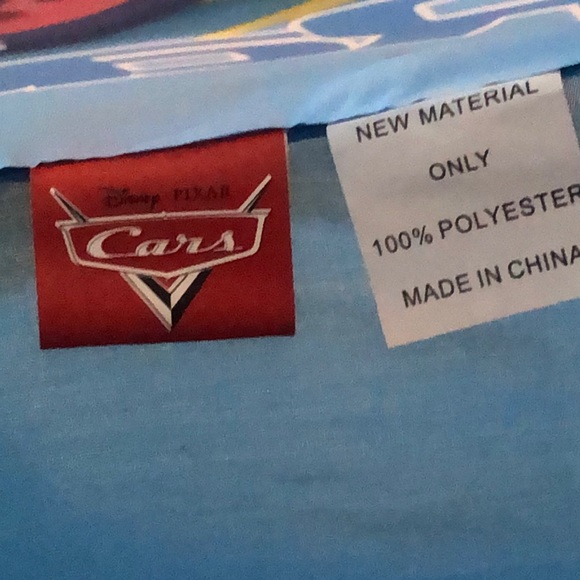 Disney PIXAR
Cars
NEW MATERIAL
ONLY
100% POLYESTER
MADE IN CHINA